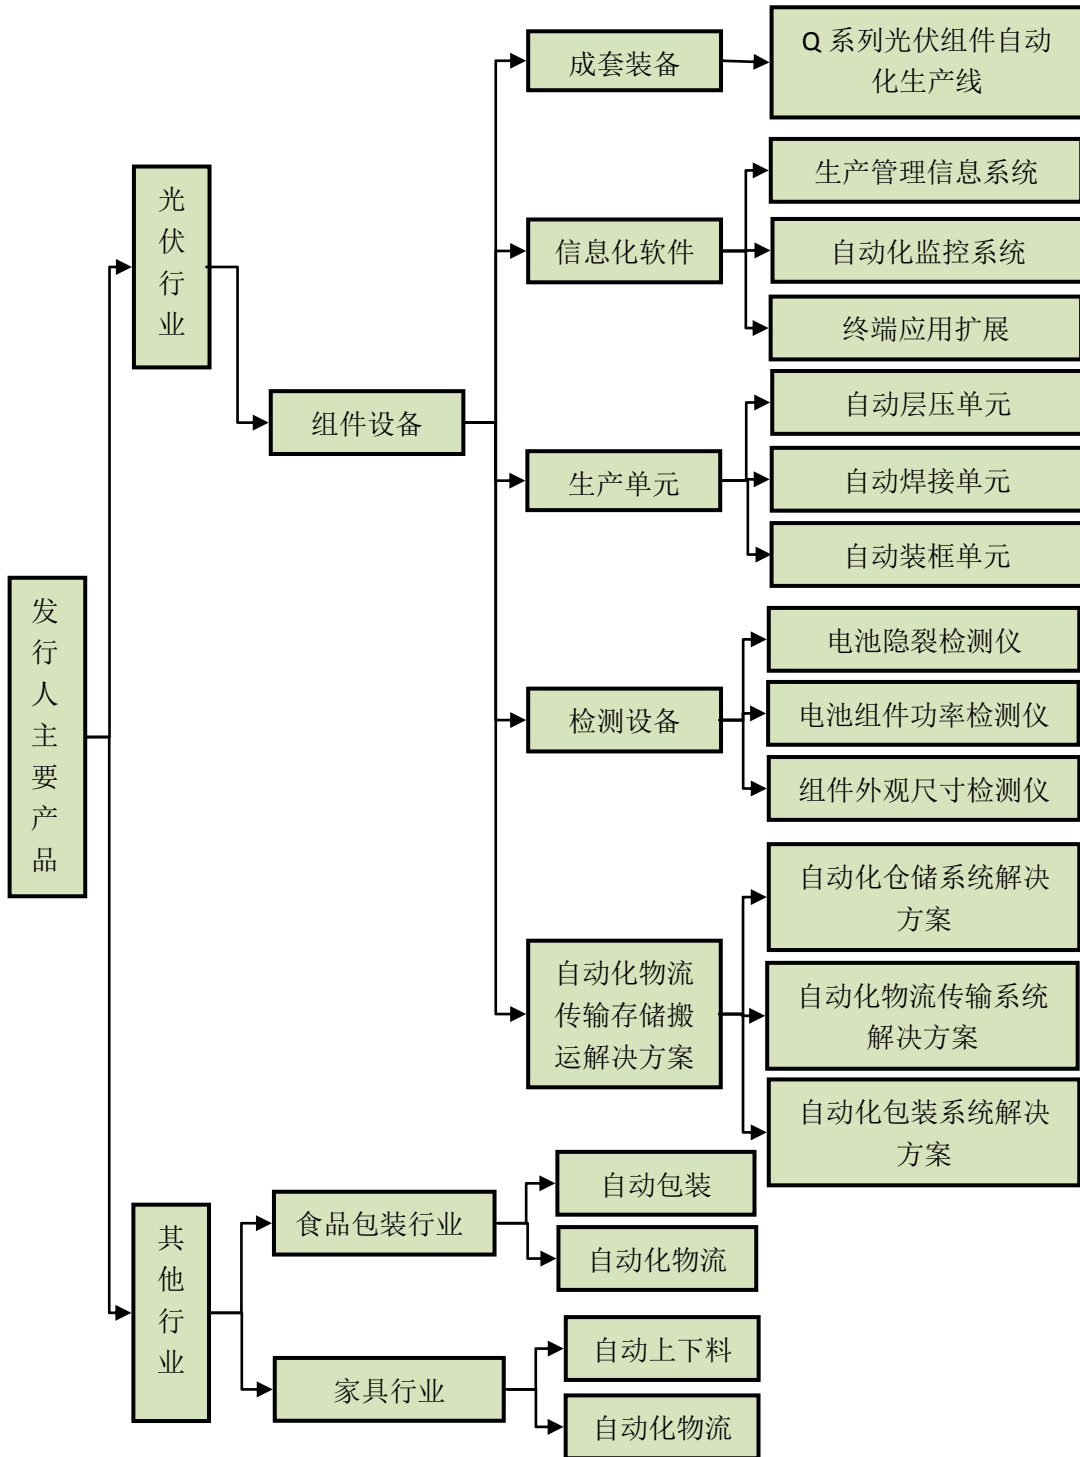 发行人主要产品
光伏行业
组件设备
成套装备
Q 系列光伏组件自动
化生产线
信息化软件
生产管理信息系统
自动化监控系统
终端应用扩展
生产单元
自动层压单元
自动焊接单元
自动装框单元
检测设备
电池隐裂检测仪
电池组件功率检测仪
组件外观尺寸检测仪
自动化物流
传输存储搬
运解决方案
自动化仓储系统解决
方案
自动化物流传输系统
解决方案
自动化包装系统解决
方案
其他行业
食品包装行业
自动包装
自动化物流
家具行业
自动上下料
自动化物流